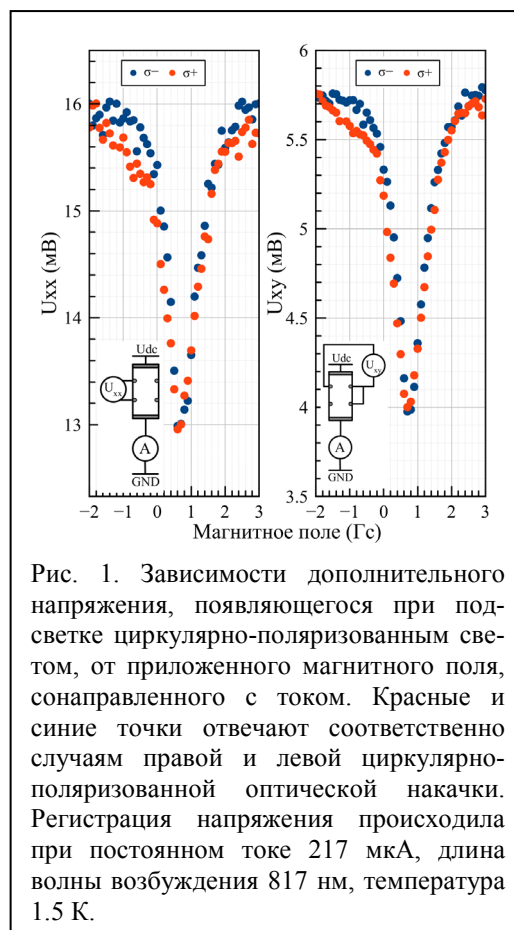 σ− σ+
σ− σ+
Uxx (мВ)
16
15
14
13
Udc
Uxx
A
GND
−2 −1 0 1 2 3
Uxy (мВ)
6
5.5
5
4.5
4
3.5
Udc
Uxy
A
GND
−2 −1 0 1 2 3
Магнитное поле (Гс)
Рис. 1. Зависимости дополнительного
напряжения, появляющегося при под-
светке циркулярно-поляризованным све-
том, от приложенного магнитного поля,
сонаправленного с током. Красные и
синие точки отвечают соответственно
случаям правой и левой циркулярно-
поляризованной оптической накачки.
Регистрация напряжения происходила
при постоянном токе 217 мкА, длина
волны возбуждения 817 нм, температура
1.5 К.